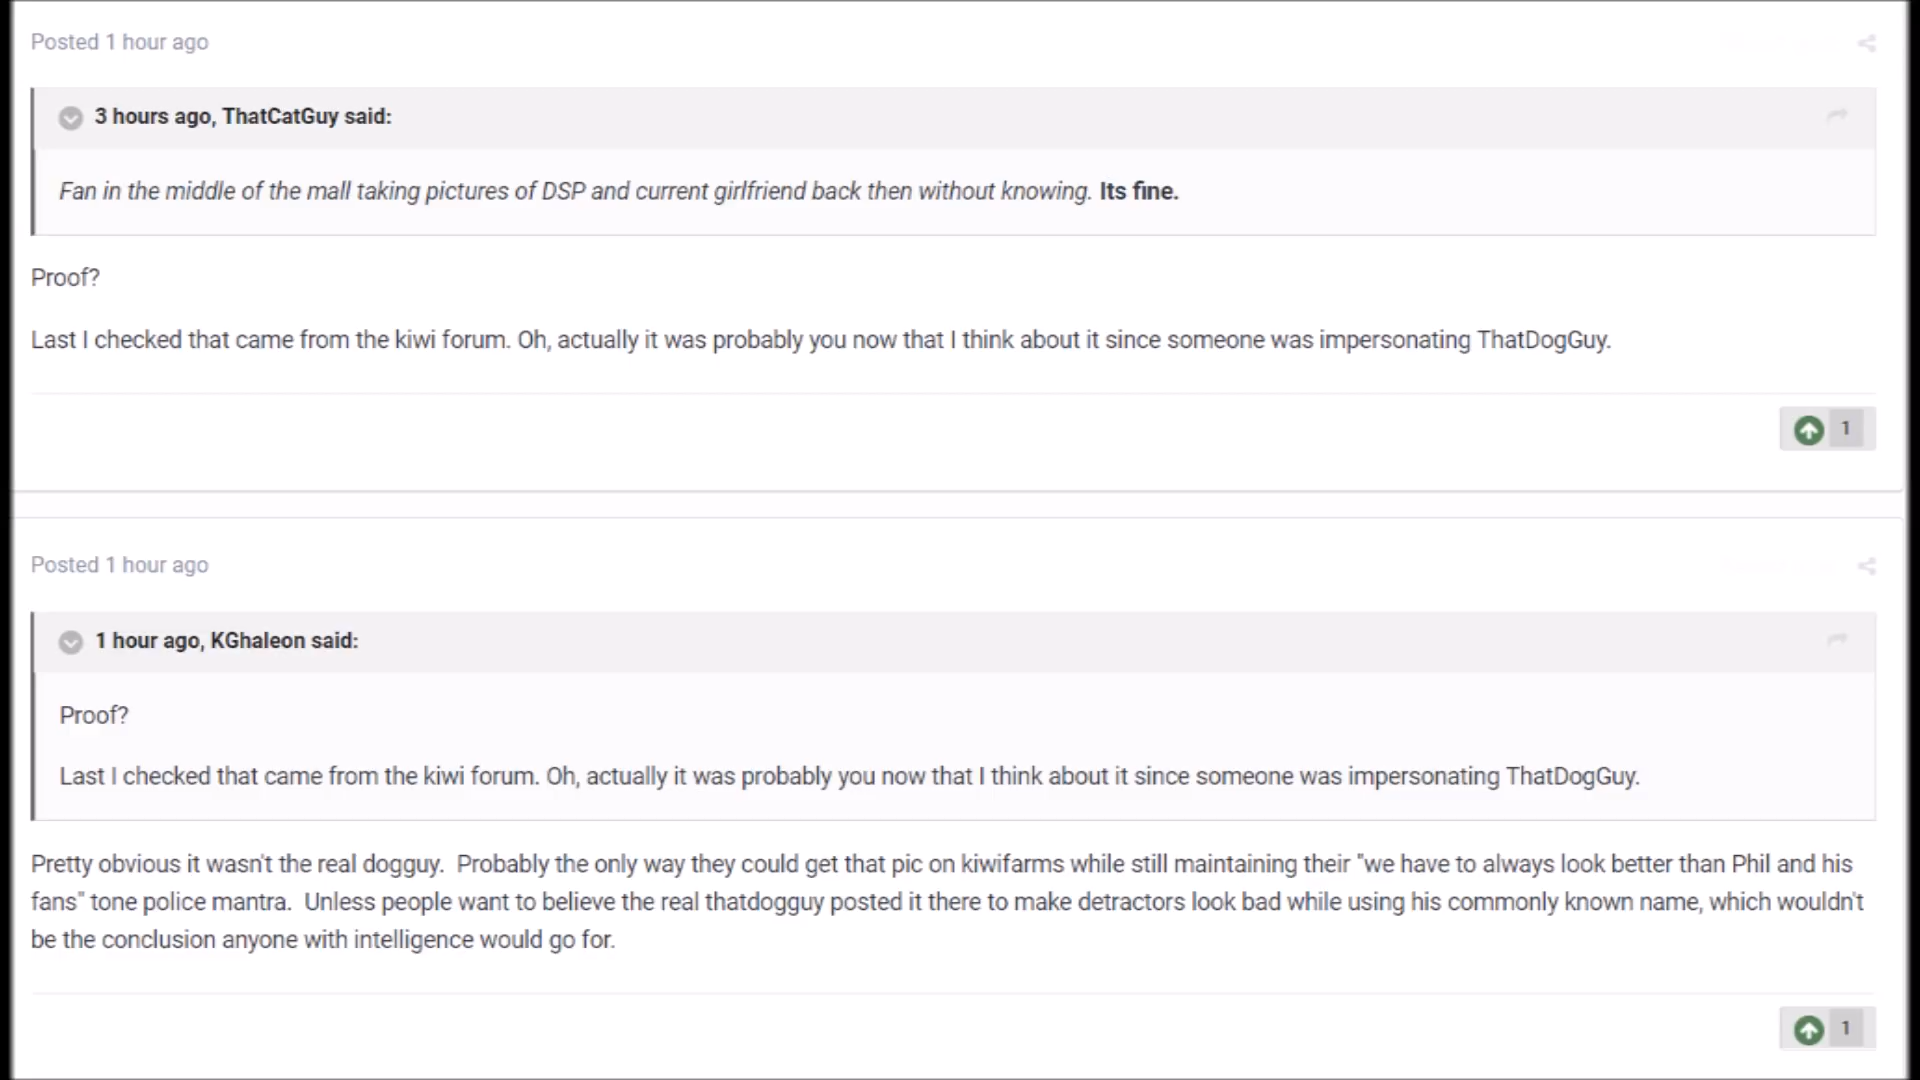 Posted 1 hour ago
3 hours ago, ThatCatGuy said:
Fan in the middle of the mall taking pictures of DSP and current girlfriend back then without knowing. Its fine.
Proof?
Last I checked that came from the kiwi forum. Oh, actually it was probably you now that I think about it since someone was impersonating ThatDogGuy.
1
Posted 1 hour ago
1 hour ago, KGhaleon said:
Proof?
Last I checked that came from the kiwi forum. Oh, actually it was probably you now that I think about it since someone was impersonating ThatDogGuy.
Pretty obvious it wasn't the real dogguy.  Probably the only way they could get that pic on kiwifarms while still maintaining their "we have to always look better than Phil and his
fans" tone police mantra.  Unless people want to believe the real thatdogguy posted it there to make detractors look bad while using his commonly known name, which wouldn't
be the conclusion anyone with intelligence would go for.
1